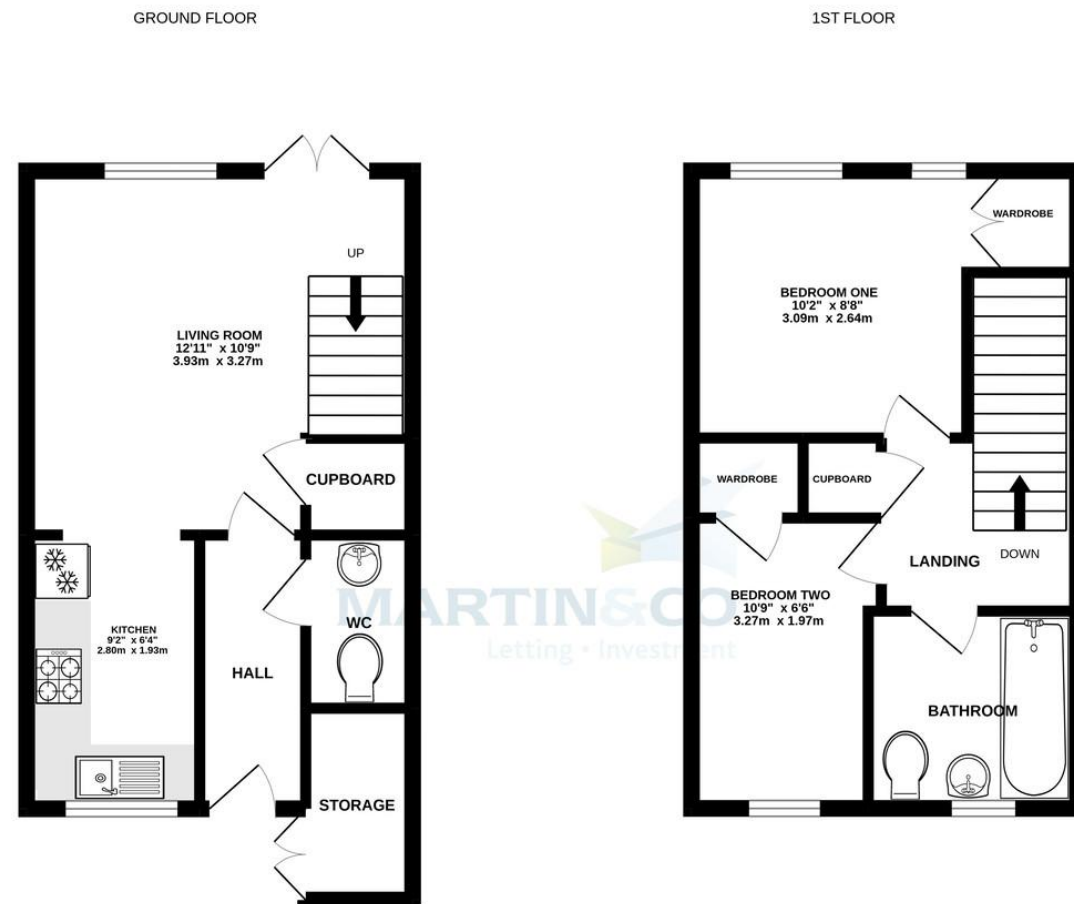 GROUND FLOOR
1ST FLOOR
UP
LIVING ROOM
12'11" x 10'9"
3.93m x 3.27m
CUPBOARD
KITCHEN
9'2" x 6'4"
2.80m x 1.93m
WC
HALL
STORAGE
WARDROBE
BEDROOM ONE
10'2" x 8'8"
3.09m x 2.64m
WARDROBE
CUPBOARD
DOWN
LANDING
BEDROOM TWO
10'9" x 6'6"
3.27m x 1.97m
BATHROOM
MARTIN&CO
Letting • Investment